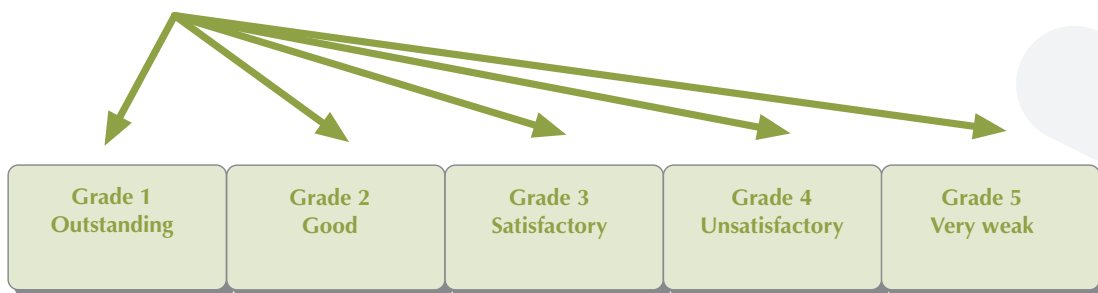 Grade 1
Outstanding
Grade 2
Good
Grade 3
Satisfactory
Grade 4
Unsatisfactory
Grade 5
Very weak